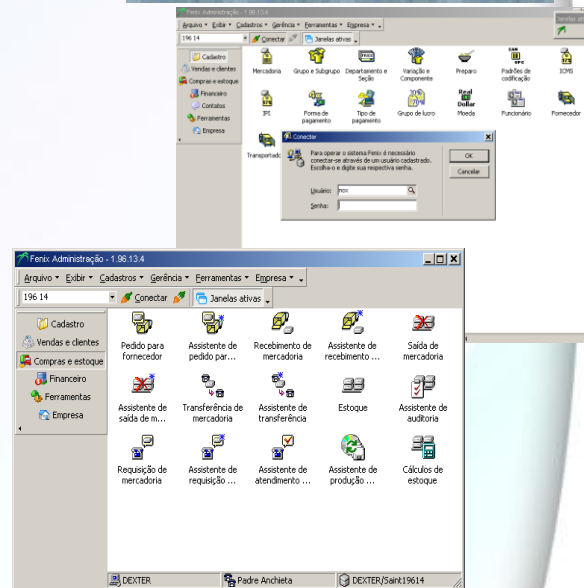 Fenix Administração - 1.96.13.4
Arquivo Exibir Cadastros Gerência Ferramentas Empresa
196 14 Conectar Janelas ativas
Janelas ati
Cadastro
Vendas e clientes
Compras e estoque
Financeiro
Contatos
Ferramentas
Empresa
Mercadoria Grupo e Subgrupo Departamento e Seção Variação e Componente Preparo Padrões de codificação ICMS
IPI Forma de pagamento Tipo de pagamento Grupo de lucro Moeda Funcionário Fornecedor
Transportado
Conectar
Para operar o sistema Fenix é necessário
conectar-se através de um usuário cadastrado.
Escolha-o e digite sua respectiva senha.
OK
Cancelar
Usuário: nox
Senha:
Fenix Administração - 1.96.13.4
Arquivo Exibir Cadastros Gerência Ferramentas Empresa
196 14 Conectar Janelas ativas
Cadastro
Vendas e clientes
Compras e estoque
Financeiro
Ferramentas
Empresa
Pedido para fornecedor Assistente de pedido par... Recebimento de mercadoria Assistente de recebimento ... Saída de mercadoria
Assistente de saída de m... Transferência de mercadoria Assistente de transferência Estoque Assistente de auditoria
Requisição de mercadoria Assistente de requisição ... Assistente de atendimento ... Assistente de produção ... Cálculos de estoque
DEXTER Padre Anchieta DEXTER/Saint19614